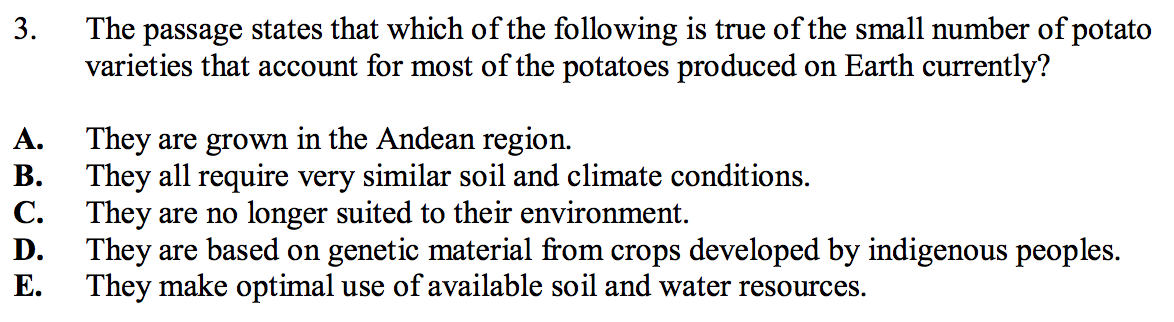 3. The passage states that which of the following is true of the small number of potato
varieties that account for most of the potatoes produced on Earth currently?
A. They are grown in the Andean region.
B. They all require very similar soil and climate conditions.
C. They are no longer suited to their environment.
D. They are based on genetic material from crops developed by indigenous peoples.
E. They make optimal use of available soil and water resources.